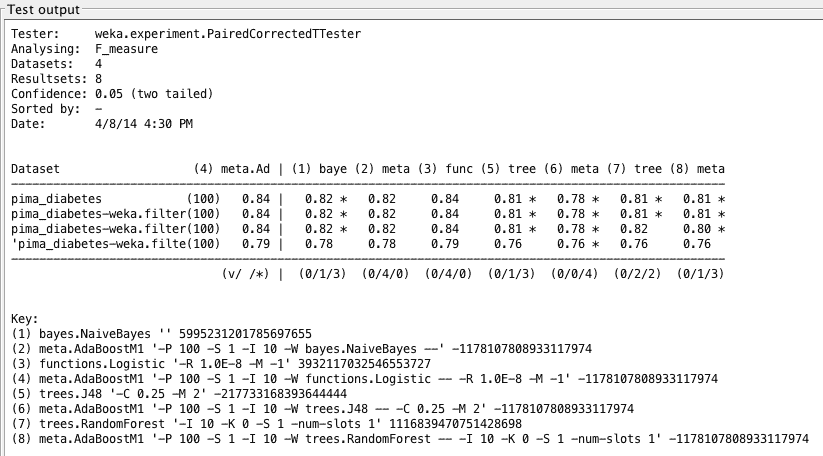 Test output
Tester:     weka.experiment.PairedCorrectedTTester
Analysing:  F_measure
Datasets:   4
Resultsets: 8
Confidence: 0.05 (two tailed)
Sorted by:  -
Date:       4/8/14 4:30 PM
Dataset                   (4) meta.Ad | (1) baye (2) meta (3) func (5) tree (6) meta (7) tree (8) meta
pima_diabetes            (100)   0.84 |   0.82 *   0.82     0.84     0.81 *   0.78 *   0.81 *   0.81 *
pima_diabetes-weka.filter(100)   0.84 |   0.82 *   0.82     0.84     0.81 *   0.78 *   0.81 *   0.81 *
pima_diabetes-weka.filter(100)   0.84 |   0.82 *   0.82     0.84     0.81 *   0.78 *   0.82     0.80 *
'pima_diabetes-weka.filte(100)   0.79 |   0.78     0.78     0.79     0.76     0.76 *   0.76     0.76
(v/ /*) |  (0/1/3)  (0/4/0)  (0/4/0)  (0/1/3)  (0/0/4)  (0/2/2)  (0/1/3)
Key:
(1) bayes.NaiveBayes '' 5995231201785697655
(2) meta.AdaBoostM1 '-P 100 -S 1 -I 10 -W bayes.NaiveBayes --' -1178107808933117974
(3) functions.Logistic '-R 1.0E-8 -M -1' 3932117032546553727
(4) meta.AdaBoostM1 '-P 100 -S 1 -I 10 -W functions.Logistic -- -R 1.0E-8 -M -1' -1178107808933117974
(5) trees.J48 '-C 0.25 -M 2' -217733168393644444
(6) meta.AdaBoostM1 '-P 100 -S 1 -I 10 -W trees.J48 -- -C 0.25 -M 2' -1178107808933117974
(7) trees.RandomForest '-I 10 -K 0 -S 1 -num-slots 1' 1116839470751428698
(8) meta.AdaBoostM1 '-P 100 -S 1 -I 10 -W trees.RandomForest -- -I 10 -K 0 -S 1 -num-slots 1' -1178107808933117974